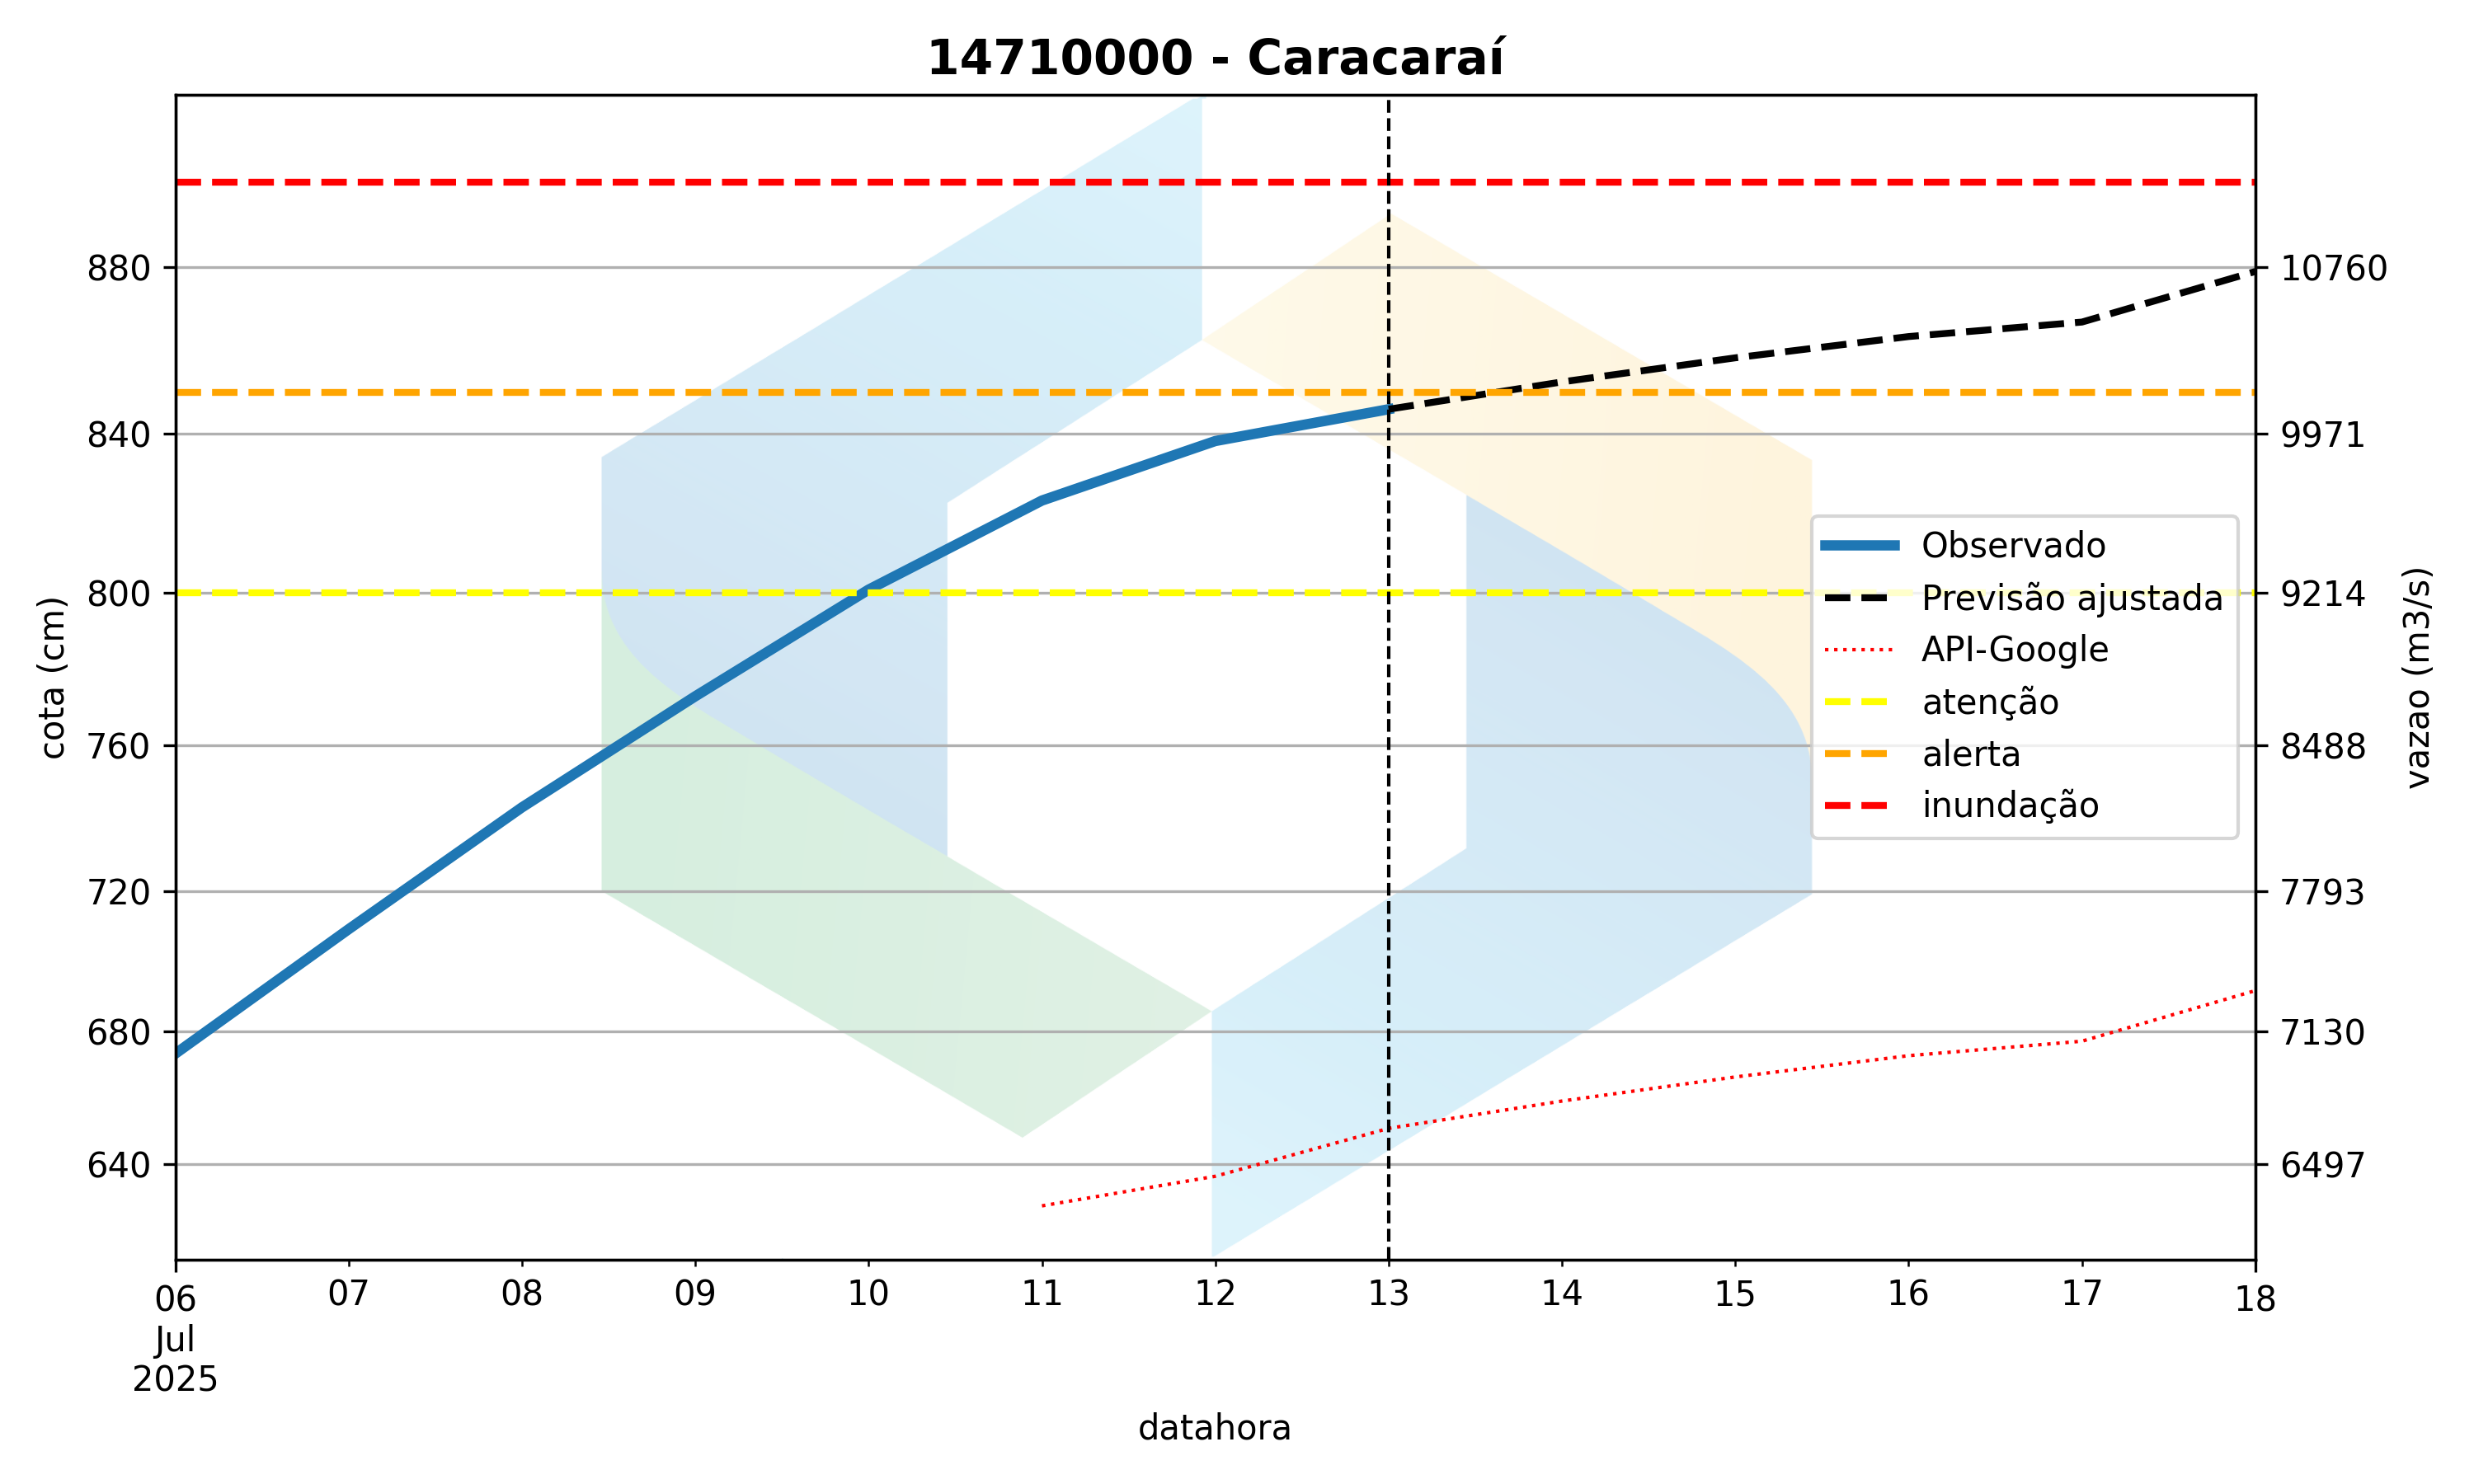 14710000 - Caracaraí
880
840
800
760
720
680
640
cota (cm)
10760
9971
9214
8488
7793
7130
6497
vazao (m3/s)
Observado
Previsão ajustada
API-Google
atenção
alerta
inundação
06 07 08 09 10 11 12 13 14 15 16 17 18
Jul
2025
datahora